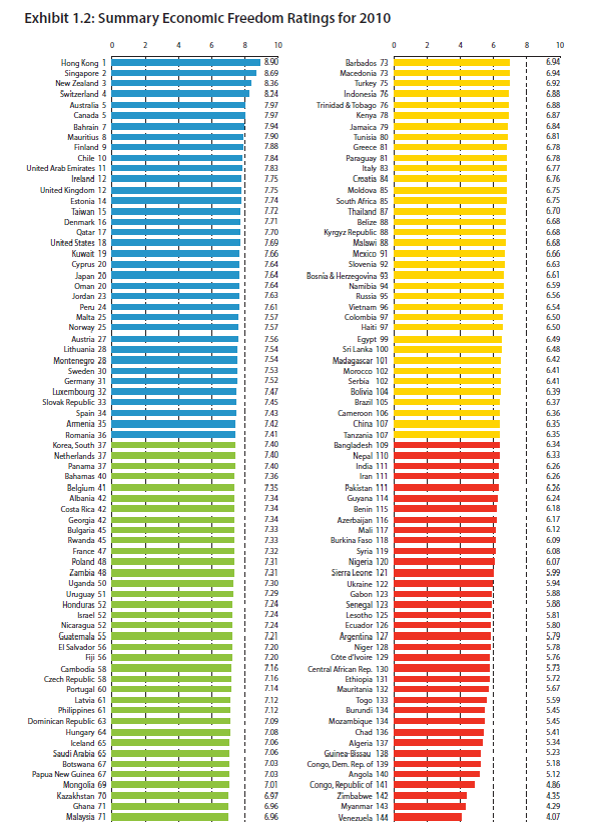 Exhibit 1.2: Summary Economic Freedom Ratings for 2010
0 2 4 6 8 10
Hong Kong 1 8.90
Singapore 2 8.69
New Zealand 3 8.36
Switzerland 4 8.24
Australia 5 7.97
Canada 5 7.97
Bahrain 7 7.94
Mauritius 8 7.90
Finland 9 7.88
Chile 10 7.84
United Arab Emirates 11 7.83
Ireland 12 7.75
United Kingdom 12 7.75
Estonia 14 7.74
Taiwan 15 7.72
Denmark 16 7.71
Qatar 17 7.70
United States 18 7.69
Kuwait 19 7.66
Cyprus 20 7.64
Japan 20 7.64
Oman 20 7.64
Jordan 23 7.63
Peru 24 7.61
Malta 25 7.57
Norway 25 7.57
Austria 27 7.56
Lithuania 28 7.54
Montenegro 28 7.54
Sweden 30 7.53
Germany 31 7.52
Luxembourg 32 7.47
Slovak Republic 33 7.45
Spain 34 7.43
Armenia 35 7.42
Romania 36 7.41
Korea, South 37 7.40
Netherlands 37 7.40
Panama 37 7.40
Bahamas 40 7.36
Belgium 41 7.35
Albania 42 7.34
Costa Rica 42 7.34
Georgia 42 7.34
Bulgaria 45 7.33
Rwanda 45 7.33
France 47 7.32
Poland 48 7.31
Zambia 48 7.31
Uganda 50 7.30
Uruguay 51 7.29
Honduras 52 7.24
Israel 52 7.24
Nicaragua 52 7.24
Guatemala 55 7.21
El Salvador 56 7.20
Fiji 56 7.20
Cambodia 58 7.16
Czech Republic 58 7.16
Portugal 60 7.14
Latvia 61 7.12
Philippines 61 7.12
Dominican Republic 63 7.09
Hungary 64 7.08
Iceland 65 7.06
Saudi Arabia 65 7.06
Botswana 67 7.03
Papua New Guinea 67 7.03
Mongolia 69 7.01
Kazakhstan 70 6.97
Ghana 71 6.96
Malaysia 71 6.96
0 2 4 6 8 10
Barbados 73 6.94
Macedonia 73 6.94
Turkey 75 6.92
Indonesia 76 6.88
Trinidad & Tobago 76 6.88
Kenya 78 6.87
Jamaica 79 6.84
Tunisia 80 6.81
Greece 81 6.78
Paraguay 81 6.78
Italy 83 6.77
Croatia 84 6.76
Moldova 85 6.75
South Africa 85 6.75
Thailand 87 6.70
Belize 88 6.68
Kyrgyz Republic 88 6.68
Malawi 88 6.68
Mexico 91 6.66
Slovenia 92 6.63
Bosnia & Herzegovina 93 6.61
Namibia 94 6.59
Russia 95 6.56
Vietnam 96 6.54
Colombia 97 6.50
Haiti 97 6.50
Egypt 99 6.49
Sri Lanka 100 6.48
Madagascar 101 6.42
Morocco 102 6.41
Serbia 102 6.41
Bolivia 104 6.39
Brazil 105 6.37
Cameroon 106 6.36
China 107 6.35
Tanzania 107 6.35
Bangladesh 109 6.34
Nepal 110 6.33
India 111 6.26
Iran 111 6.26
Pakistan 111 6.26
Guyana 114 6.24
Benin 115 6.18
Azerbaijan 116 6.17
Mali 117 6.12
Burkina Faso 118 6.09
Syria 119 6.08
Nigeria 120 6.07
Sierra Leone 121 5.99
Ukraine 122 5.94
Gabon 123 5.88
Senegal 123 5.88
Lesotho 125 5.81
Ecuador 126 5.80
Argentina 127 5.79
Niger 128 5.78
Côte d'Ivoire 129 5.76
Central African Rep. 130 5.73
Ethiopia 131 5.72
Mauritania 132 5.67
Togo 133 5.59
Burundi 134 5.45
Mozambique 134 5.45
Chad 136 5.41
Algeria 137 5.34
Guinea-Bissau 138 5.23
Congo, Dem. Rep. of 139 5.18
Angola 140 5.12
Congo, Republic of 141 4.86
Zimbabwe 142 4.35
Myanmar 143 4.29
Venezuela 144 4.07